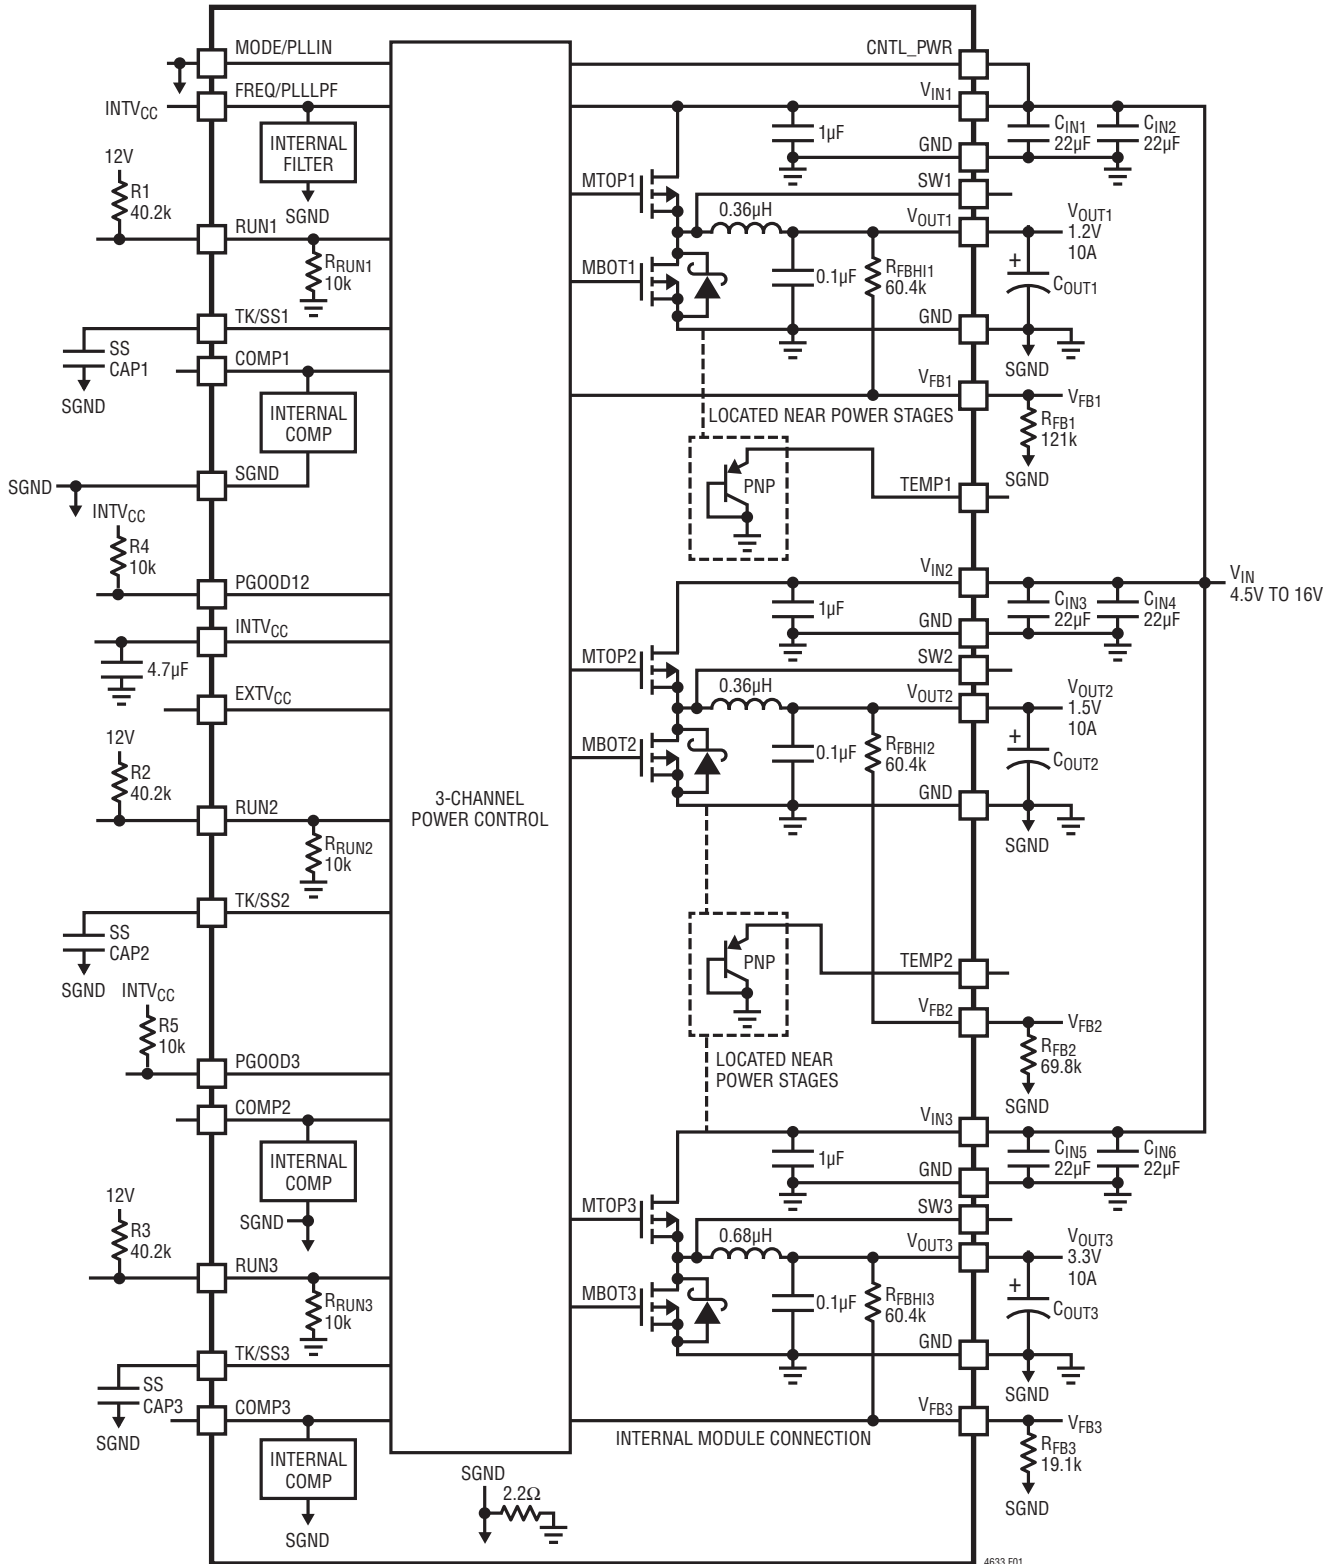 MODE/PLLIN
CNTL_PWR
FREQ/PLLLPF
INTVCC
INTERNAL
FILTER
SGND
VIN1
1µF
GND
CIN1
22µF
CIN2
22µF
12V
R1
40.2k
RUN1
RRUN1
10k
MTOP1
SW1
0.36µH
VOUT1
VOUT1
1.2V
10A
MBOT1
0.1µF
RFBHI1
60.4k
+
COUT1
GND
SGND
TK/SS1
SS
CAP1
SGND
COMP1
INTERNAL
COMP
VFB1
VFB1
RFB1
121k
SGND
LOCATED NEAR POWER STAGES
PNP
TEMP1
SGND
SGND
INTVCC
R4
10k
PGOOD12
INTVCC
4.7µF
EXTVCC
VIN2
VIN
4.5V TO 16V
1µF
GND
CIN3
22µF
CIN4
22µF
MTOP2
SW2
0.36µH
VOUT2
VOUT2
1.5V
10A
12V
R2
40.2k
RUN2
RRUN2
10k
3-CHANNEL
POWER CONTROL
MBOT2
0.1µF
RFBHI2
60.4k
+
COUT2
GND
SGND
TK/SS2
SS
CAP2
SGND
PNP
TEMP2
INTVCC
R5
10k
PGOOD3
VFB2
VFB2
RFB2
69.8k
SGND
LOCATED NEAR
POWER STAGES
COMP2
INTERNAL
COMP
SGND
VIN3
1µF
GND
CIN5
22µF
CIN6
22µF
12V
R3
40.2k
RUN3
RRUN3
10k
MTOP3
SW3
0.68µH
VOUT3
VOUT3
3.3V
10A
MBOT3
0.1µF
RFBHI3
60.4k
+
COUT3
GND
SGND
TK/SS3
SS
CAP3
SGND
COMP3
INTERNAL
COMP
SGND
VFB3
VFB3
RFB3
19.1k
SGND
INTERNAL MODULE CONNECTION
SGND
2.2Ω
4633 F01